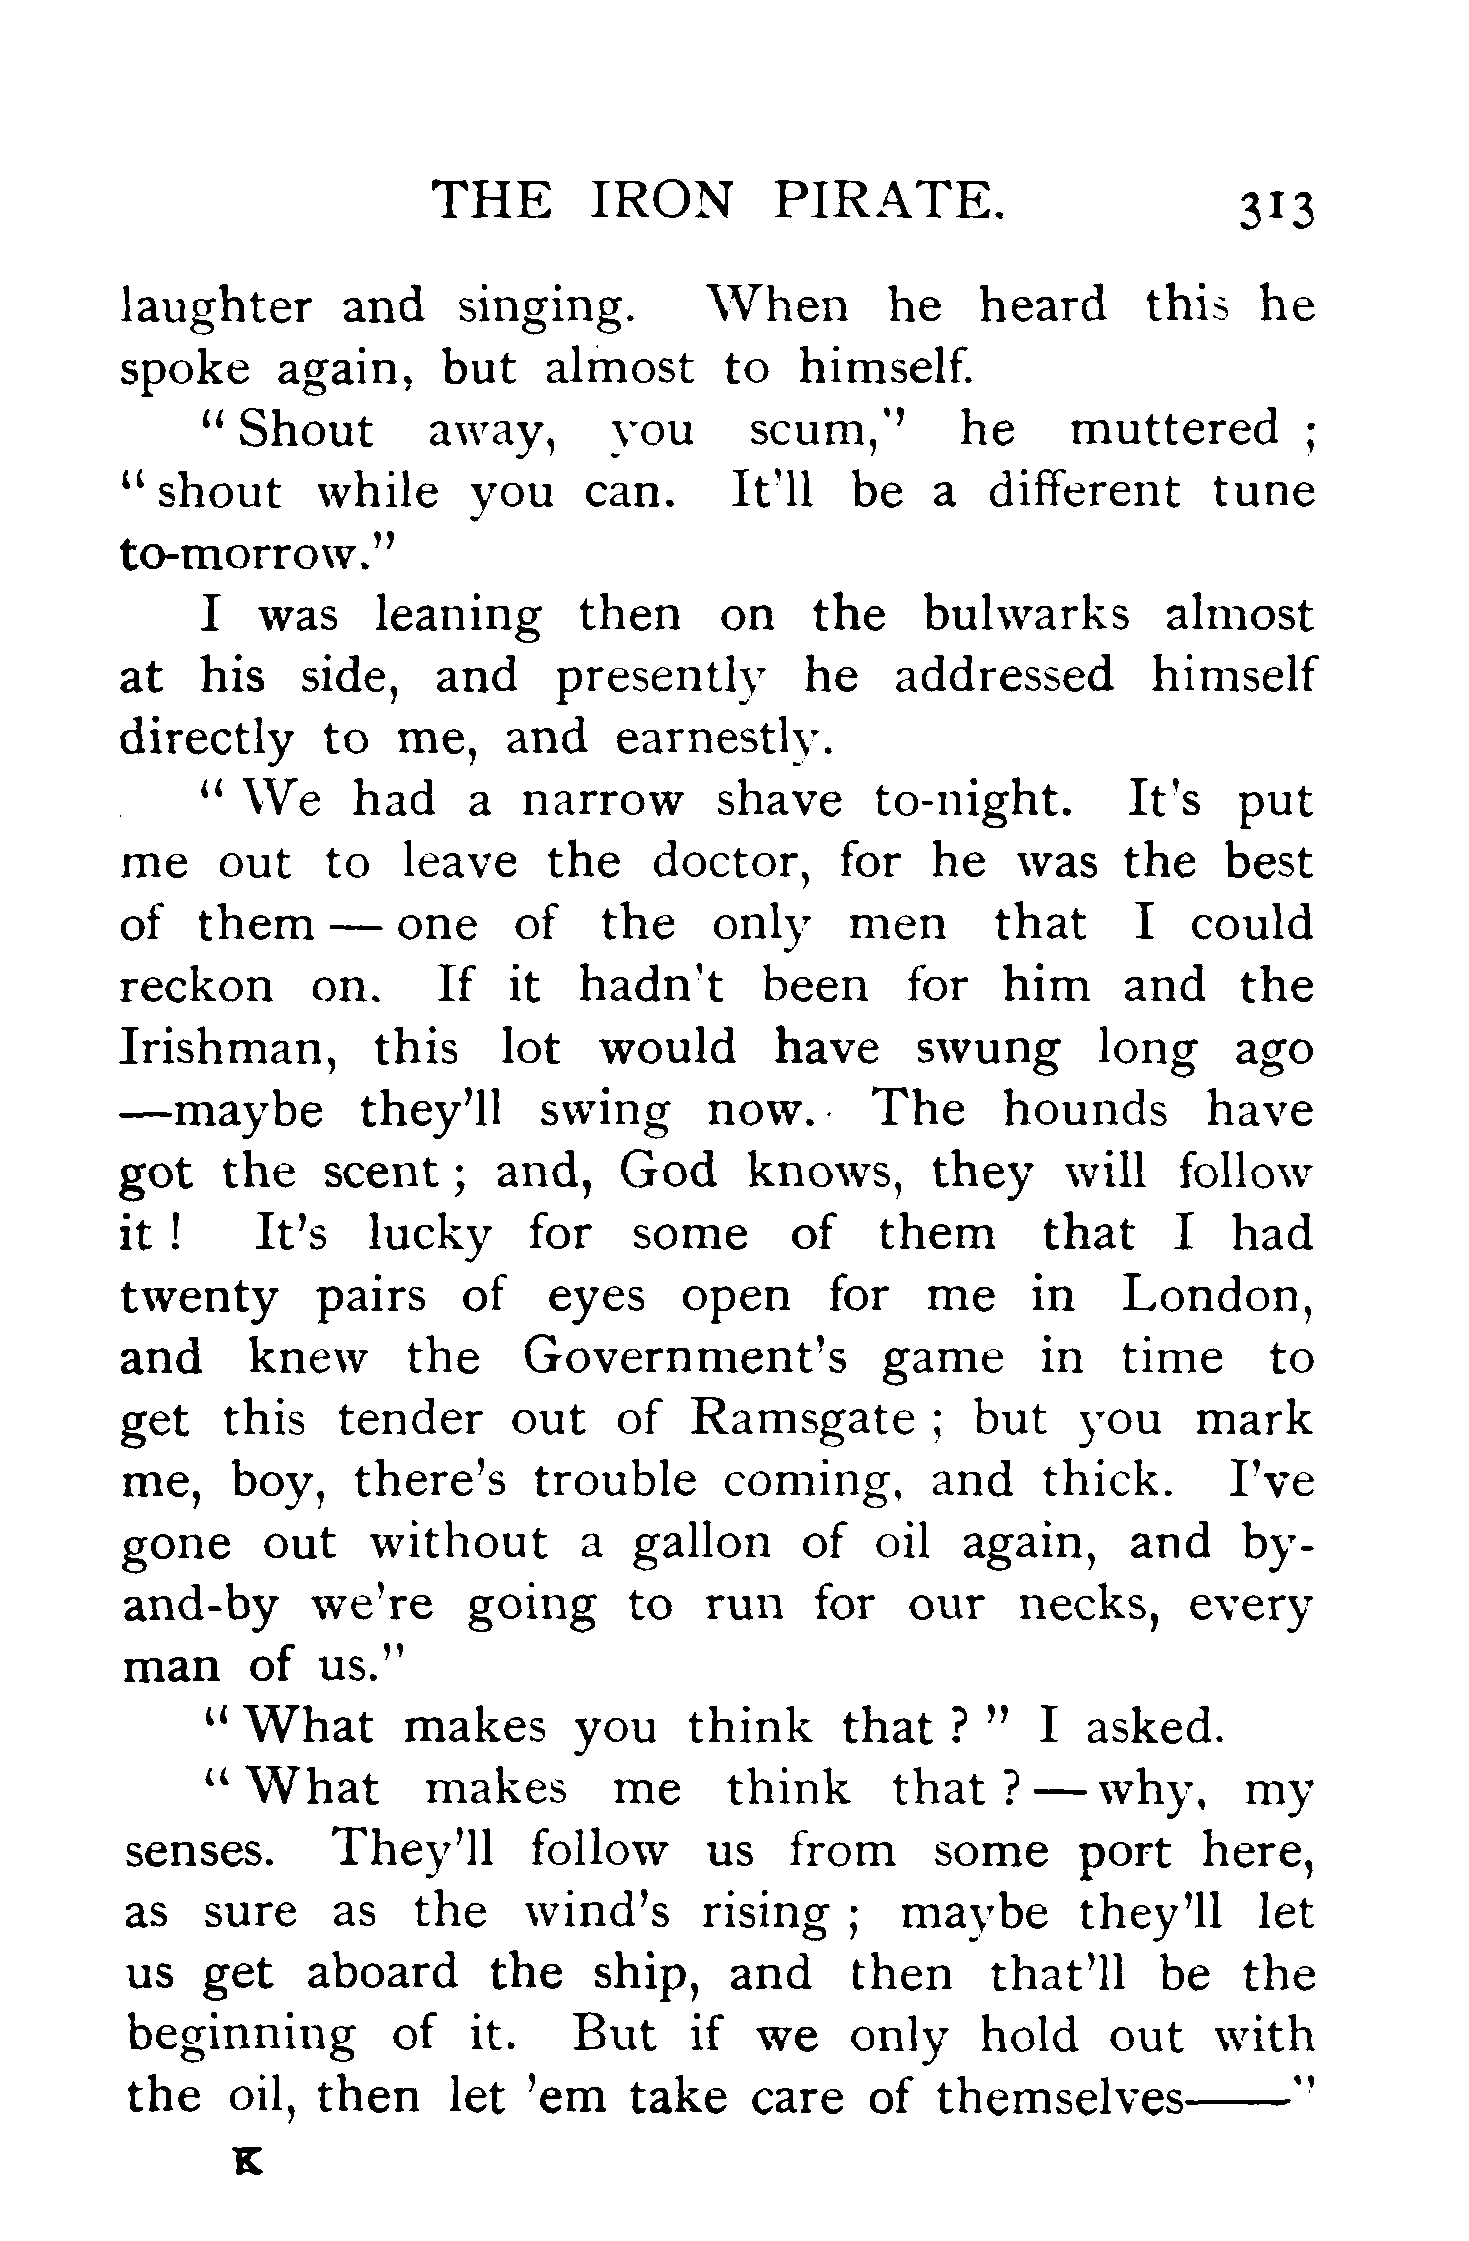 THE IRON PIRATE. 313
laughter and singing. When he heard this he
spoke again, but almost to himself.
"Shout away, you scum," he muttered ;
"shout while you can. It'll be a different tune
to-morrow."
I was leaning then on the bulwarks almost
at his side, and presently he addressed himself
directly to me, and earnestly.
"We had a narrow shave to-night. It's put
me out to leave the doctor, for he was the best
of them — one of the only men that I could
reckon on. If it hadn't been for him and the
Irishman, this lot would have swung long ago
—maybe they'll swing now. The hounds have
got the scent ; and, God knows, they will follow
it ! It's lucky for some of them that I had
twenty pairs of eyes open for me in London,
and knew the Government's game in time to
get this tender out of Ramsgate ; but you mark
me, boy, there's trouble coming, and thick. I've
gone out without a gallon of oil again, and by-
and-by we're going to run for our necks, every
man of us."
"What makes you think that ? " I asked.
"What makes me think that ? — why, my
senses. They'll follow us from some port here,
as sure as the wind's rising ; maybe they'll let
us get aboard the ship, and then that'll be the
beginning of it. But if we only hold out with
the oil, then let 'em take care of themselves——"
K